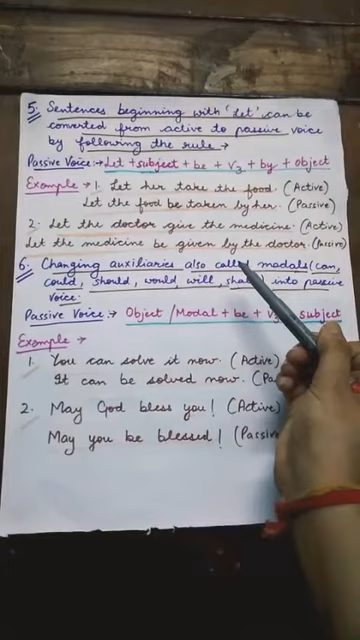 5. Sentences beginning with 'Let' can be
converted from active to passive voice
by following the rule →
Passive Voice:→ Let + subject + be + V3 + by + object
Example → 1. Let her take the food. (Active)
Let the food be taken by her. (Passive)
2. Let the doctor give the medicine. (Active)
Let the medicine be given by the doctor. (Passive)
6. Changing auxiliaries also called modals (can,
could, should, would, will, shall) into passive
voice.
Passive Voice:→ Object / Modal + be + V3 subject
Example →
1. You can solve it now. (Active)
It can be solved now. (Pa
2. May God bless you! (Active)
May you be blessed! (Passive